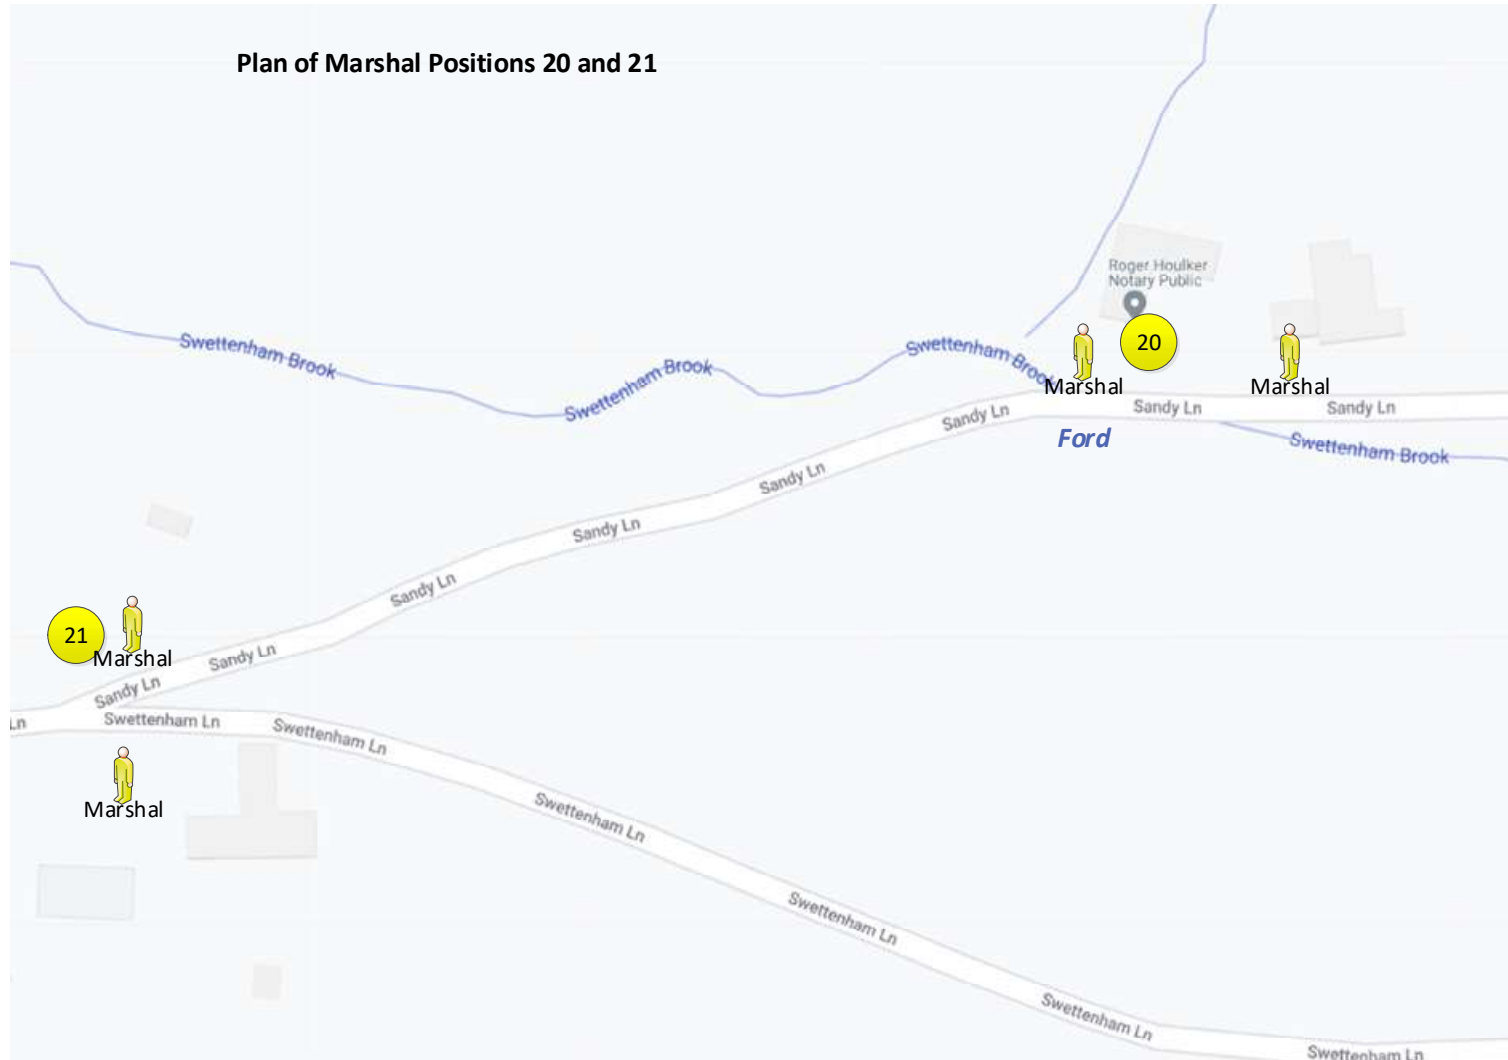 Plan of Marshal Positions 20 and 21
Roger Houlker
Notary Public
20
Swettenham Brook
Swettenham Brook
Swettenham Brook
Marshal
Marshal
Sandy Ln
Sandy Ln
Sandy Ln
Ford
Swettenham Brook
Sandy Ln
Sandy Ln
Sandy Ln
21
Marshal
Sandy Ln
Sandy Ln
Ln
Swettenham Ln
Swettenham Ln
Marshal
Swettenham Ln
Swettenham Ln
Swettenham Ln
Swettenham Ln